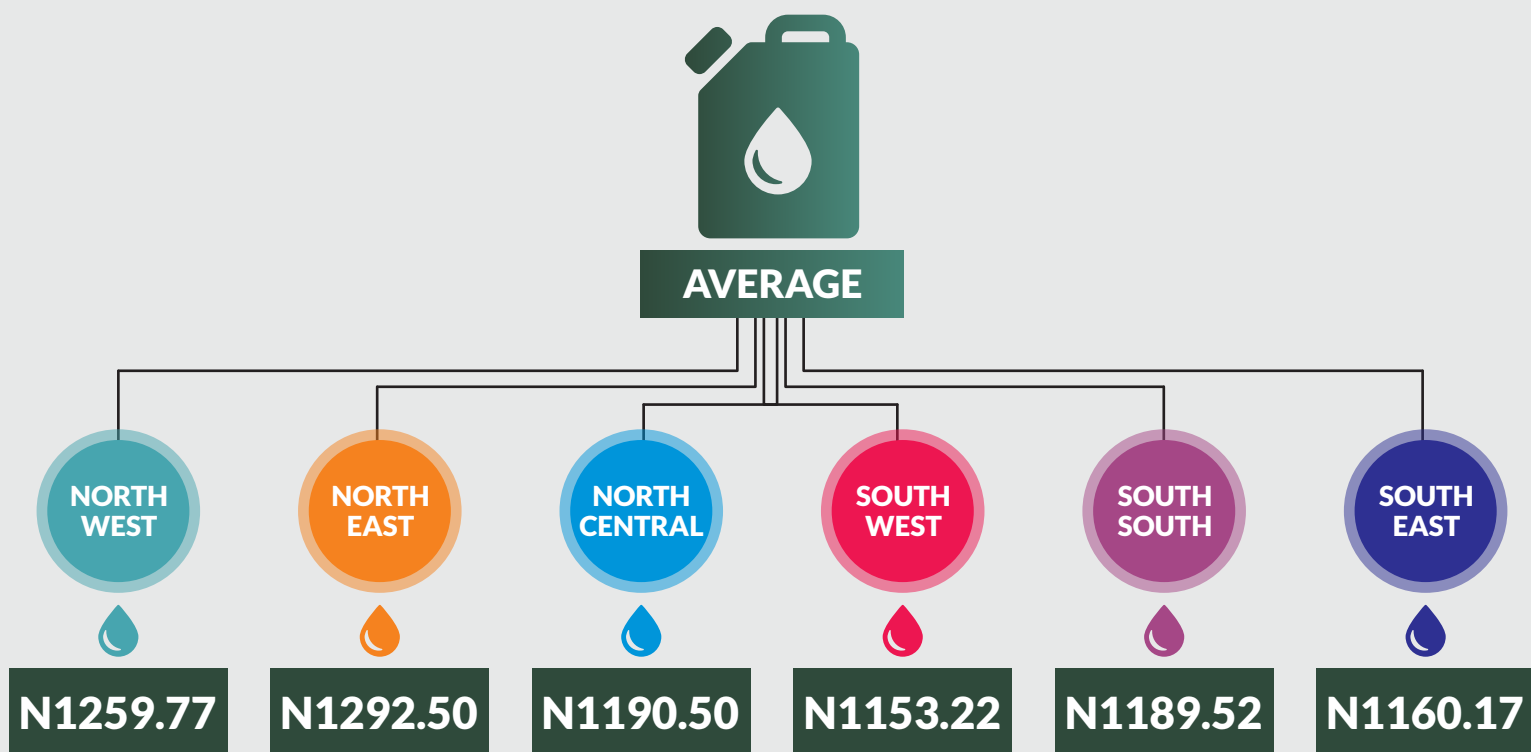 AVERAGE
NORTH
WEST
NORTH
EAST
NORTH
CENTRAL
SOUTH
WEST
SOUTH
SOUTH
SOUTH
EAST
N1259.77
N1292.50
N1190.50
N1153.22
N1189.52
N1160.17